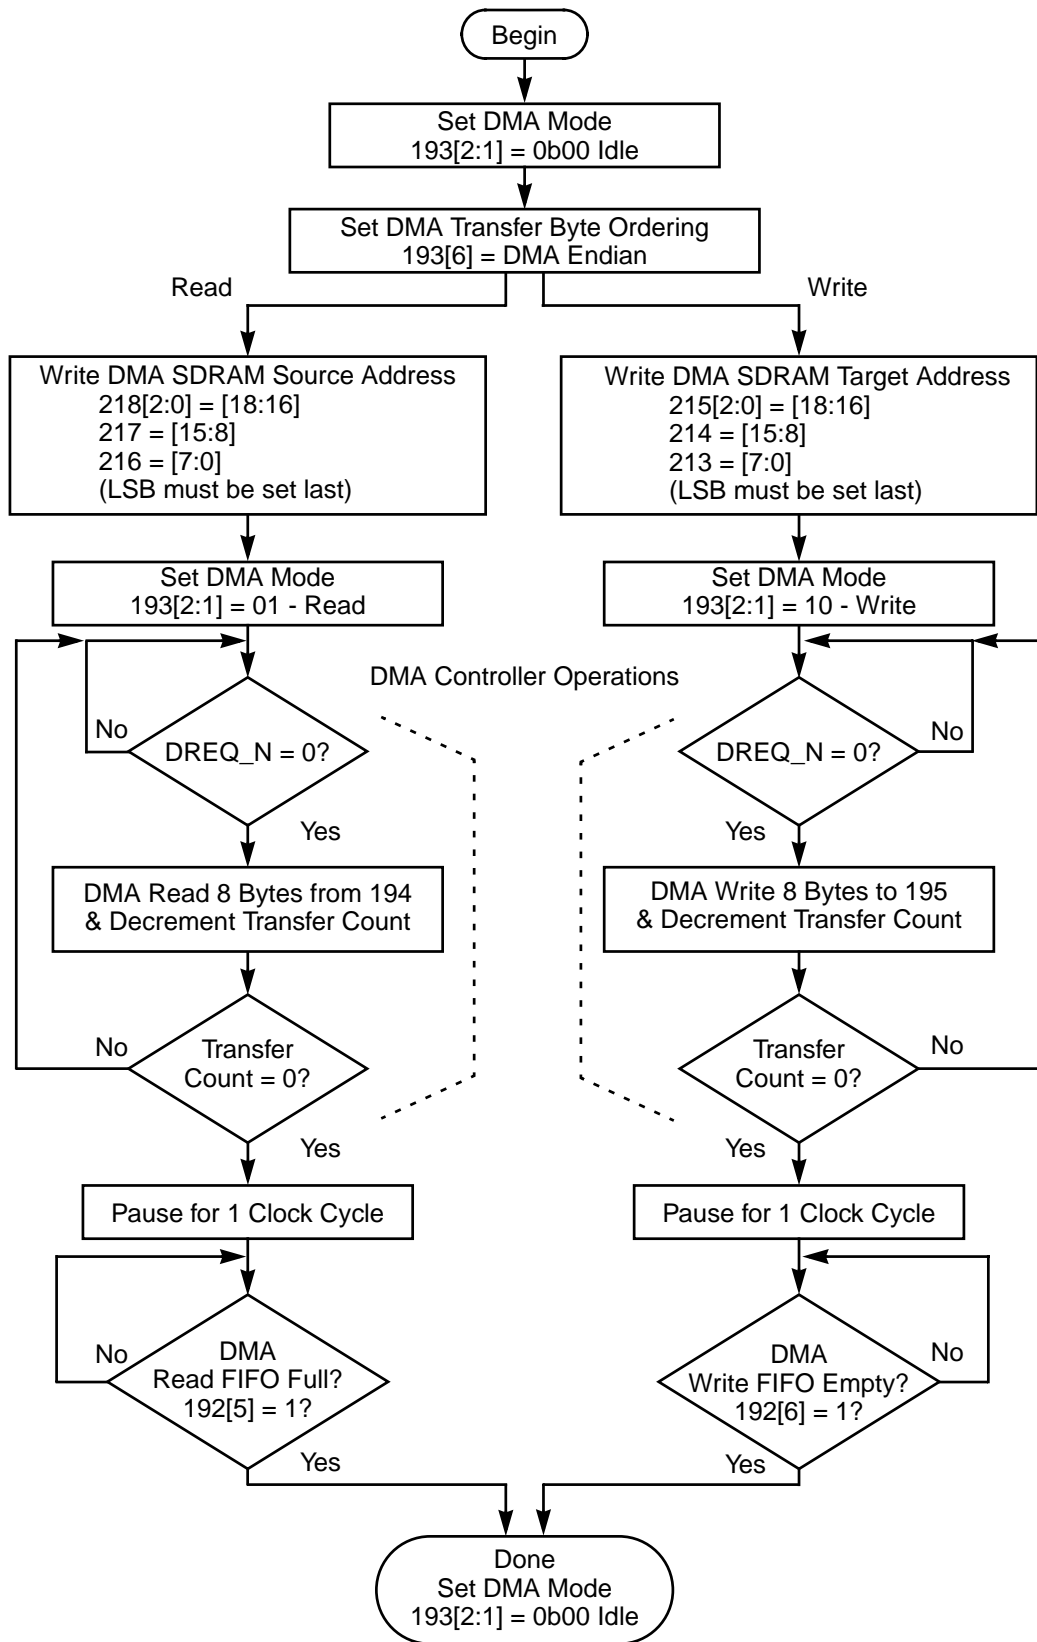 Begin
Set DMA Mode
193[2:1] = 0b00 Idle
Set DMA Transfer Byte Ordering
193[6] = DMA Endian
Read
Write
Write DMA SDRAM Source Address
218[2:0] = [18:16]
217 = [15:8]
216 = [7:0]
(LSB must be set last)
Write DMA SDRAM Target Address
215[2:0] = [18:16]
214 = [15:8]
213 = [7:0]
(LSB must be set last)
Set DMA Mode
193[2:1] = 01 - Read
Set DMA Mode
193[2:1] = 10 - Write
DMA Controller Operations
No
DREQ_N = 0?
Yes
DREQ_N = 0?
No
Yes
DMA Read 8 Bytes from 194
& Decrement Transfer Count
DMA Write 8 Bytes to 195
& Decrement Transfer Count
No
Transfer
Count = 0?
Yes
Transfer
Count = 0?
No
Yes
Pause for 1 Clock Cycle
Pause for 1 Clock Cycle
No
DMA
Read FIFO Full?
192[5] = 1?
Yes
DMA
Write FIFO Empty?
192[6] = 1?
No
Yes
Done
Set DMA Mode
193[2:1] = 0b00 Idle